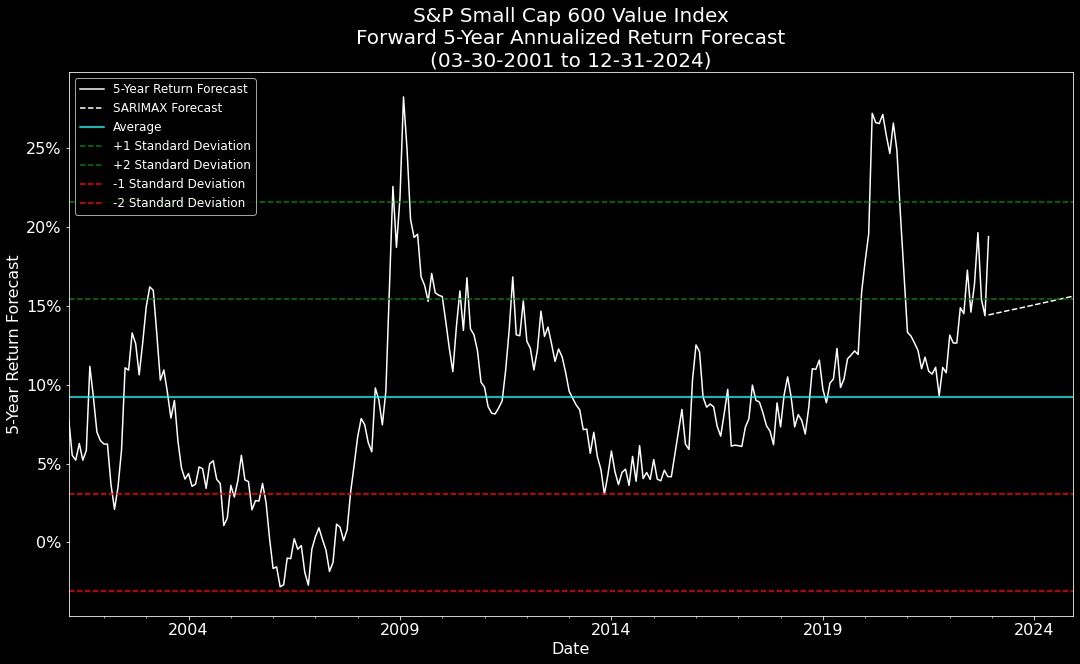 S&P Small Cap 600 Value Index
Forward 5-Year Annualized Return Forecast
(03-30-2001 to 12-31-2024)
5-Year Return Forecast
SARIMAX Forecast
Average
+1 Standard Deviation
+2 Standard Deviation
-1 Standard Deviation
-2 Standard Deviation
5-Year Return Forecast
25%
20%
15%
10%
5%
0%
2004
2009
2014
2019
2024
Date